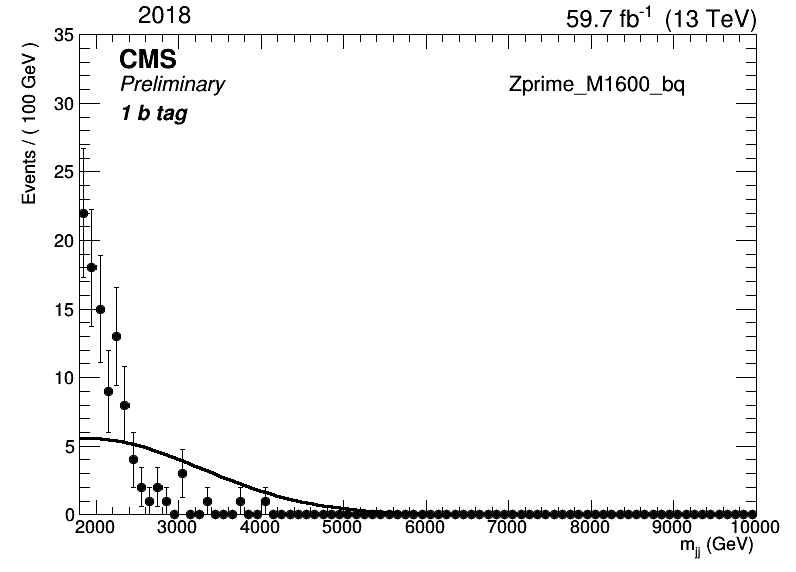 2018
59.7 fb⁻¹ (13 TeV)
Events / ( 100 GeV )
35
30
25
20
15
10
5
0
CMS
Preliminary
1 b tag
Zprime_M1600_bq
2000 3000 4000 5000 6000 7000 8000 9000 10000
m_jj (GeV)